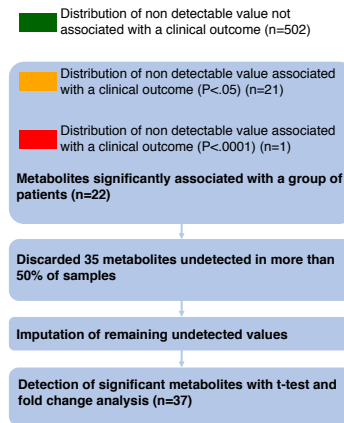 Distribution of non detectable value not
associated with a clinical outcome (n=502)
Distribution of non detectable value associated
with a clinical outcome (P<.05) (n=21)
Distribution of non detectable value associated
with a clinical outcome (P<.0001) (n=1)
Metabolites significantly associated with a group of
patients (n=22)
Discarded 35 metabolites undetected in more than
50% of samples
Imputation of remaining undetected values
Detection of significant metabolites with t-test and
fold change analysis (n=37)